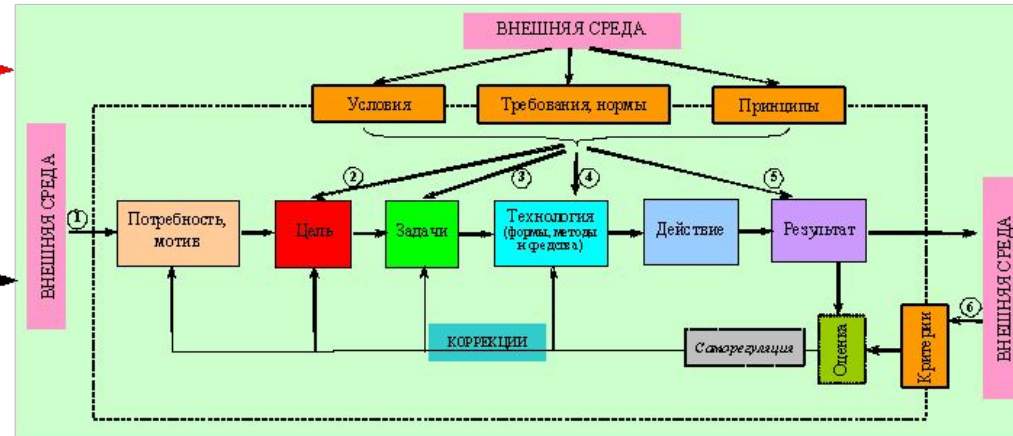 ВНЕШНЯЯ СРЕДА
Условия
Требования, нормы
Принципы
ВНЕШНЯЯ СРЕДА
1
2
3
4
5
Потребность,
мотив
Цель
Задачи
Технология
(формы, методы
и средства)
Действие
Результат
ВНЕШНЯЯ СРЕДА
6
КОРРЕКЦИИ
Саморегуляция
Оценка
Критерии